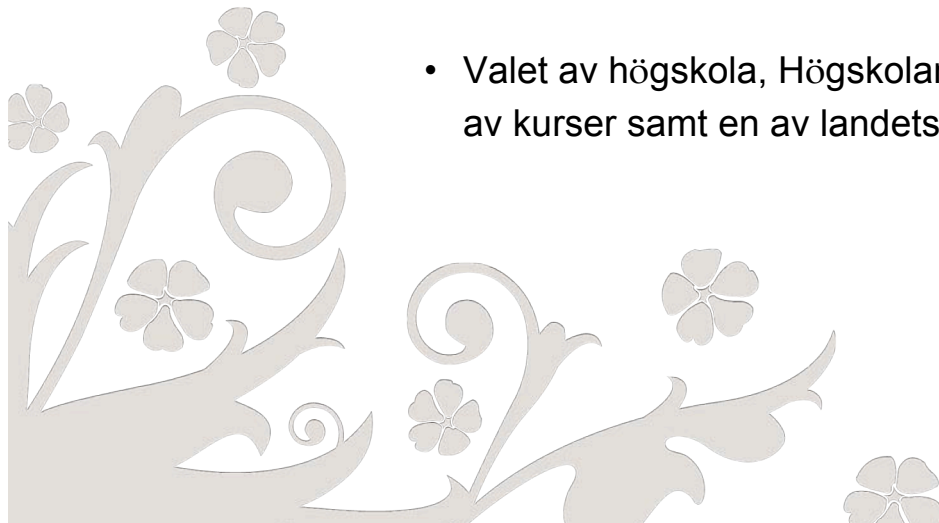 • Valet av högskola, Högskolan
av kurser samt en av landets